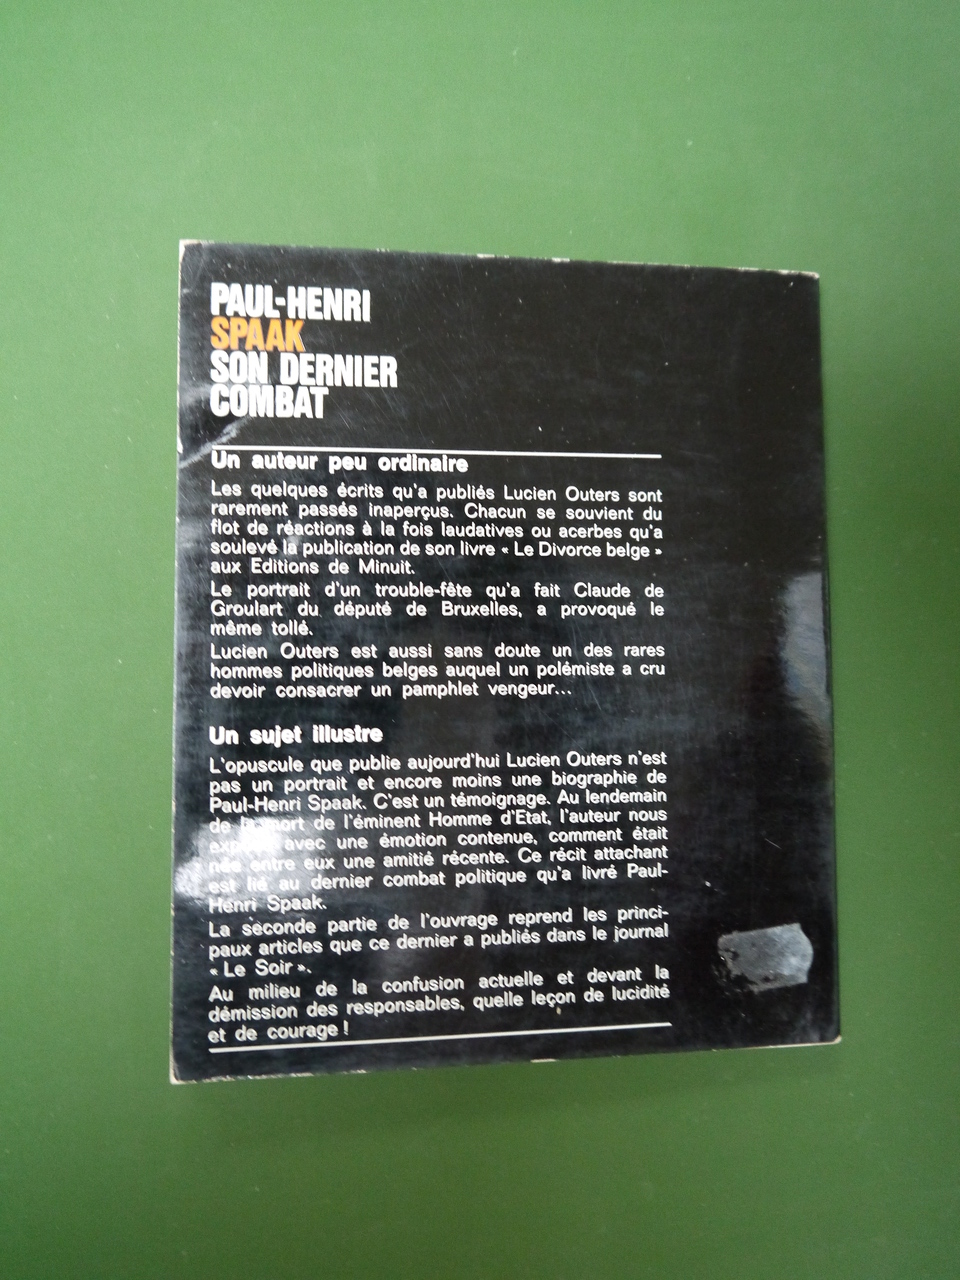 PAUL-HENRI
SPAAK
SON DERNIER
COMBAT
Un auteur peu ordinaire
Les quelques écrits qu'a publiés Lucien Outers sont
rarement passés inaperçus. Chacun se souvient du
flot de réactions à la fois laudatives ou acerbes qu'a
soulevé la publication de son livre « Le Divorce belge »
aux Editions de Minuit.
Le portrait d'un trouble-fête qu'a fait Claude de
Groulart du député de Bruxelles, a provoqué le
même tollé.
Lucien Outers est aussi sans doute un des rares
hommes politiques belges auquel un polémiste a cru
devoir consacrer un pamphlet vengeur...
Un sujet illustre
L'opuscule que publie aujourd'hui Lucien Outers n'est
pas un portrait et encore moins une biographie de
Paul-Henri Spaak. C'est un témoignage. Au lendemain
de la mort de l'éminent Homme d'Etat, l'auteur nous
avec une émotion contenue, comment était
née entre eux une amitié récente. Ce récit attachant
est lié au dernier combat politique qu'a livré Paul-
Henri Spaak.
La seconde partie de l'ouvrage reprend les princi-
paux articles que ce dernier a publiés dans le journal
« Le Soir ».
Au milieu de la confusion actuelle et devant la
démission des responsables, quelle leçon de lucidité
et de courage !